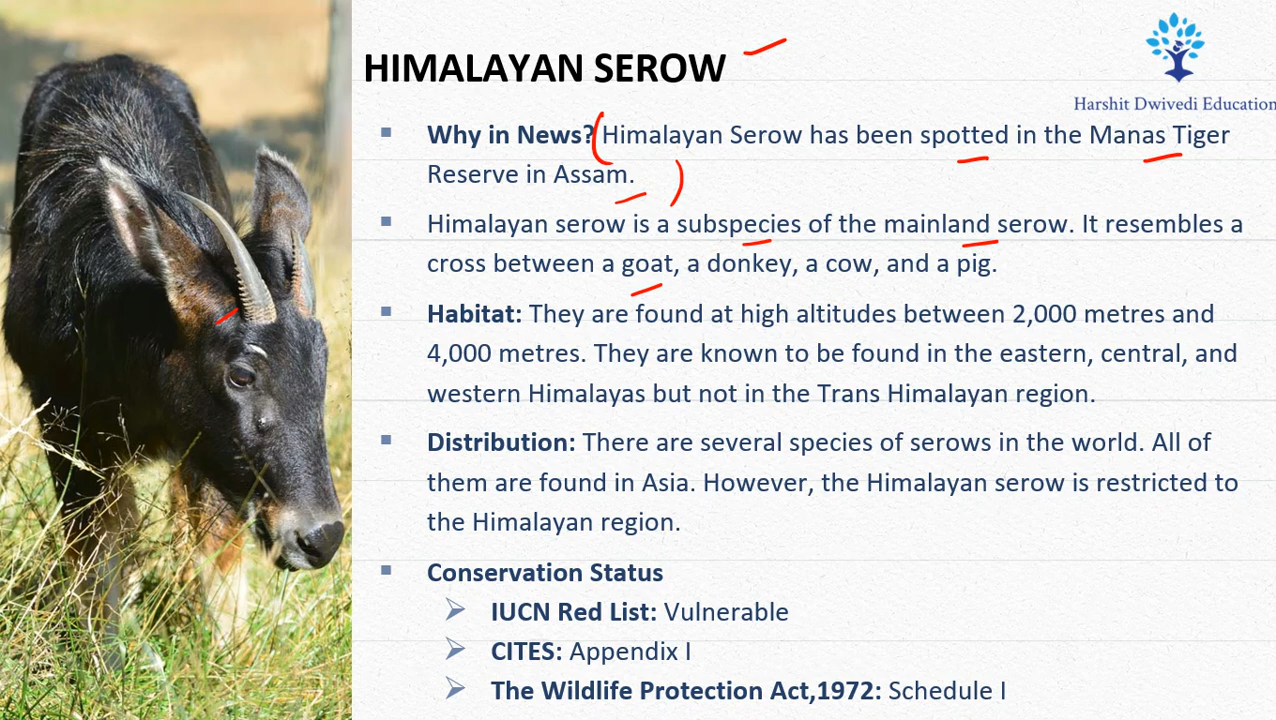 HIMALAYAN SEROW
Harshit Dwivedi Education
Why in News? Himalayan Serow has been spotted in the Manas Tiger
Reserve in Assam.
Himalayan serow is a subspecies of the mainland serow. It resembles a
cross between a goat, a donkey, a cow, and a pig.
Habitat: They are found at high altitudes between 2,000 metres and
4,000 metres. They are known to be found in the eastern, central, and
western Himalayas but not in the Trans Himalayan region.
Distribution: There are several species of serows in the world. All of
them are found in Asia. However, the Himalayan serow is restricted to
the Himalayan region.
Conservation Status
IUCN Red List: Vulnerable
CITES: Appendix I
The Wildlife Protection Act,1972: Schedule I